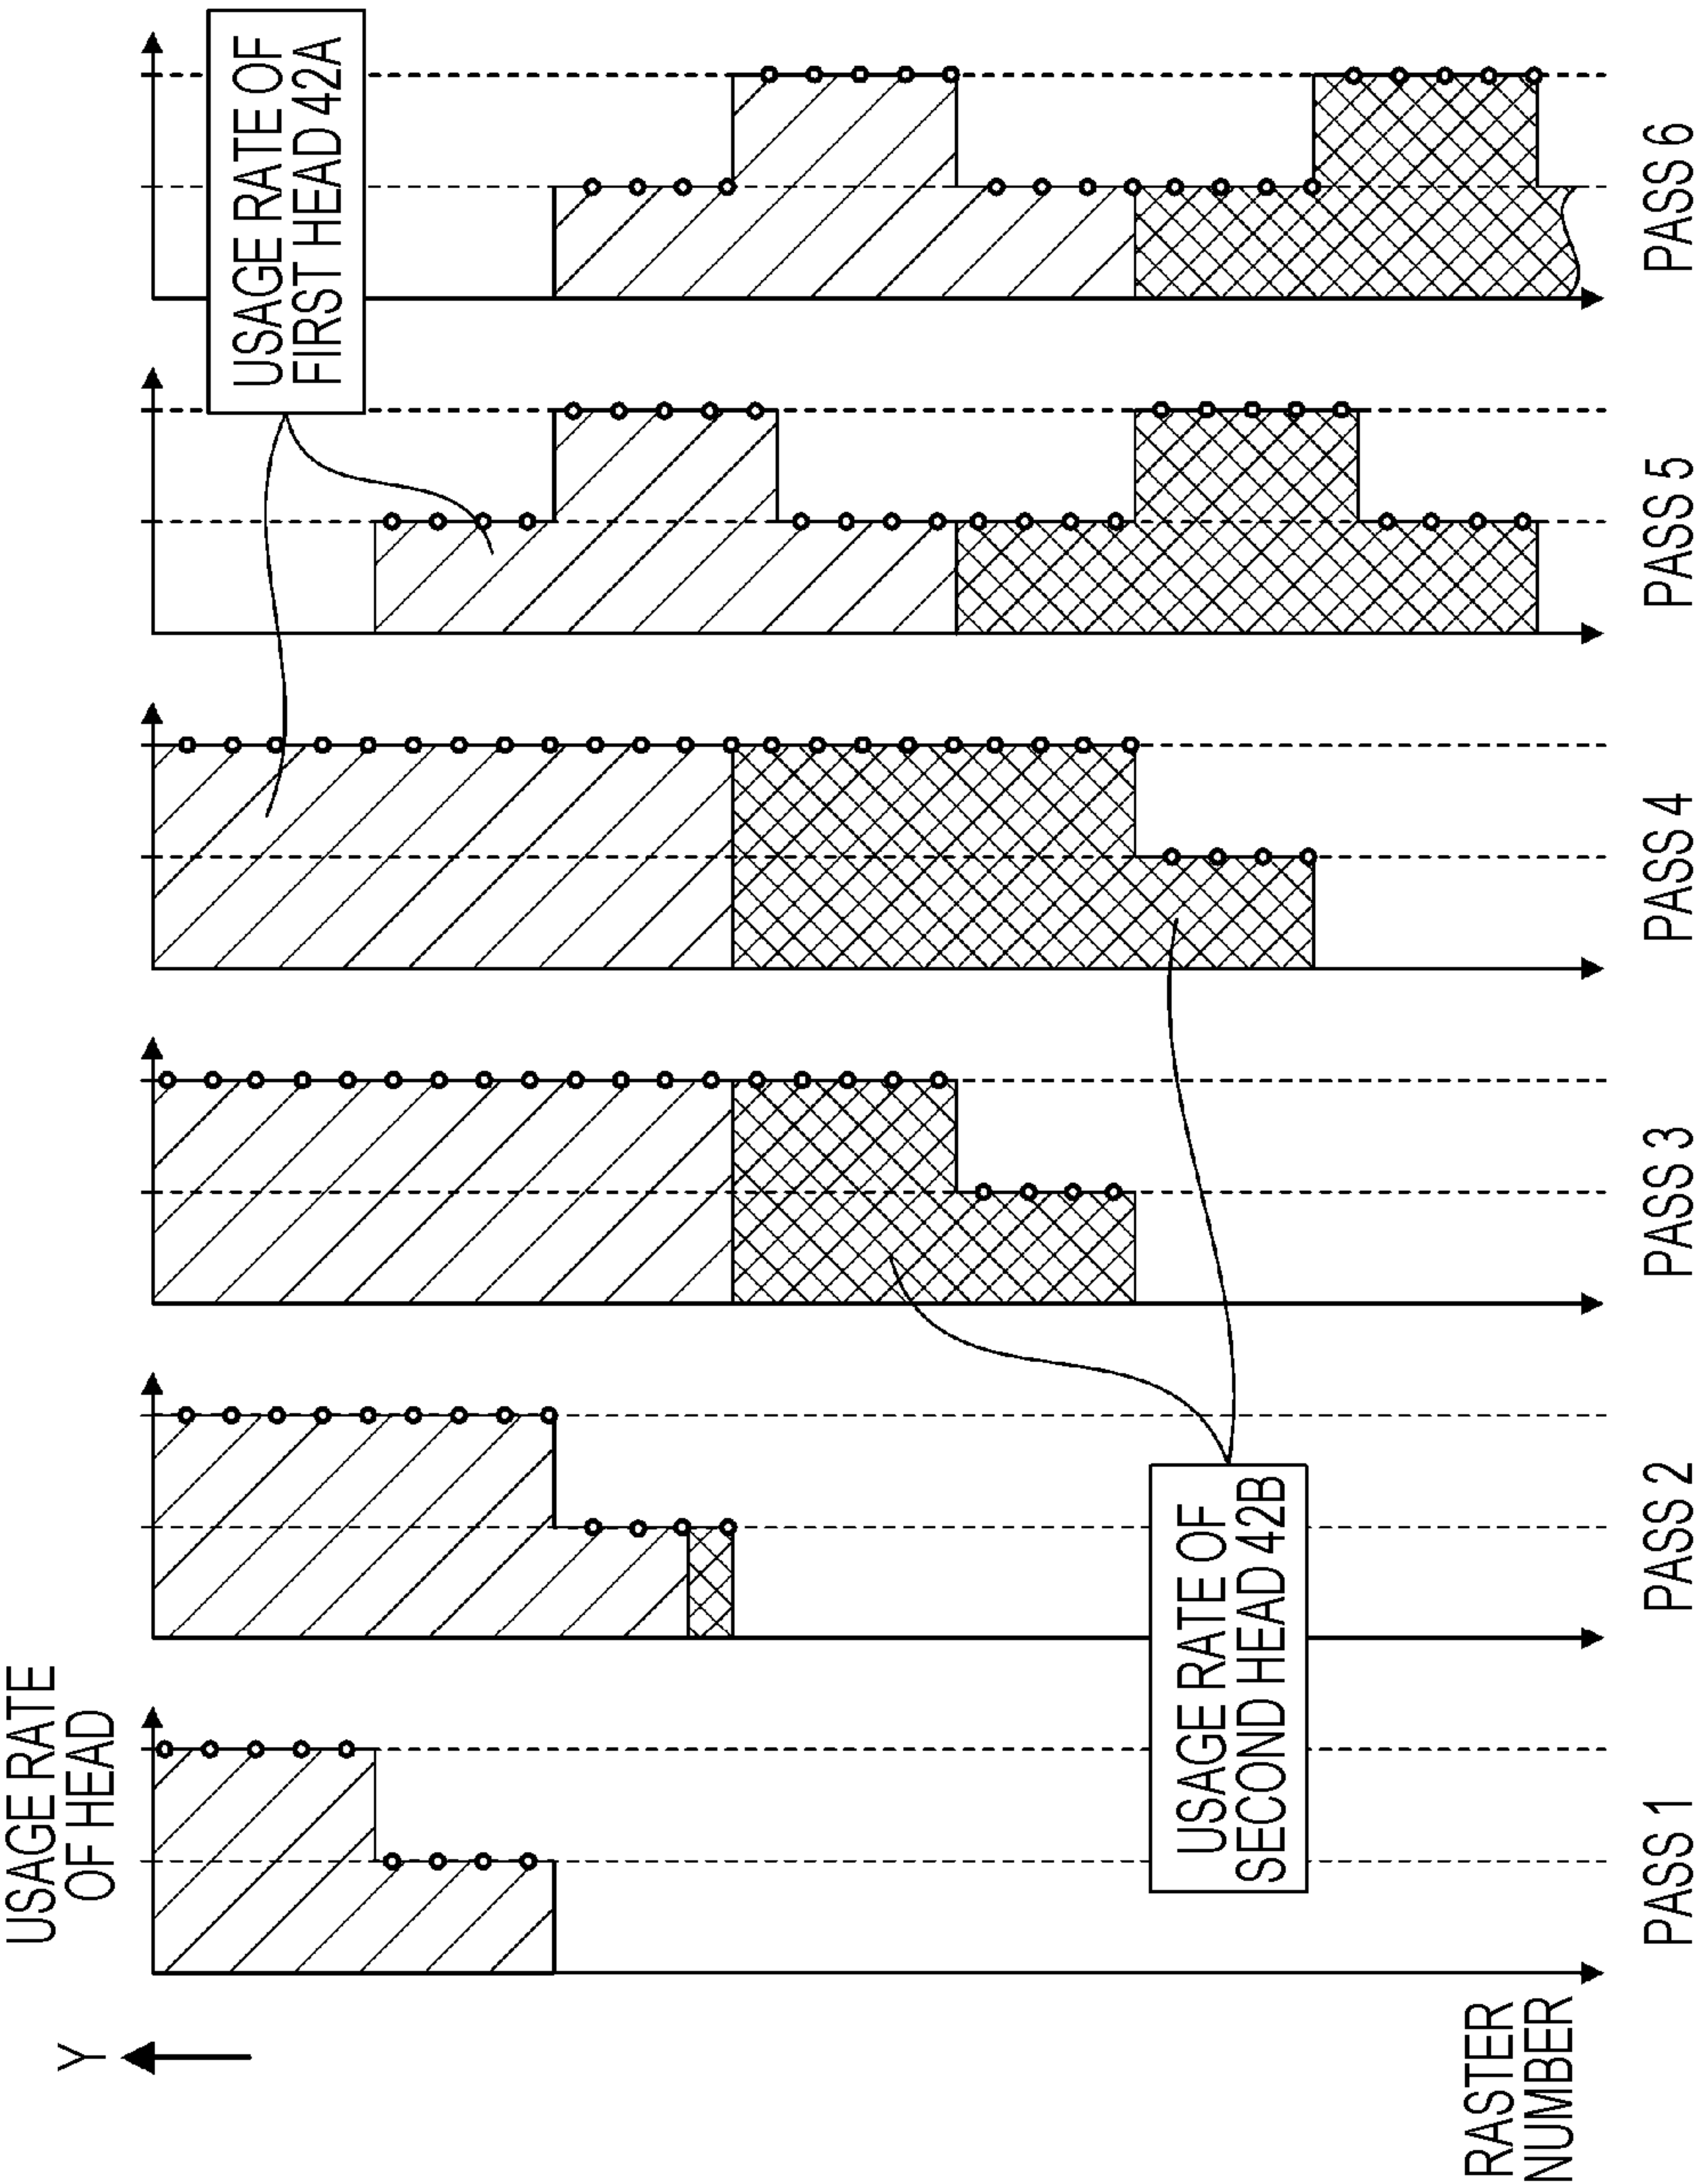 USAGE RATE
OF HEAD
Y
RASTER
NUMBER
USAGE RATE OF
FIRST HEAD 42A
USAGE RATE OF
SECOND HEAD 42B
PASS 1
PASS 2
PASS 3
PASS 4
PASS 5
PASS 6